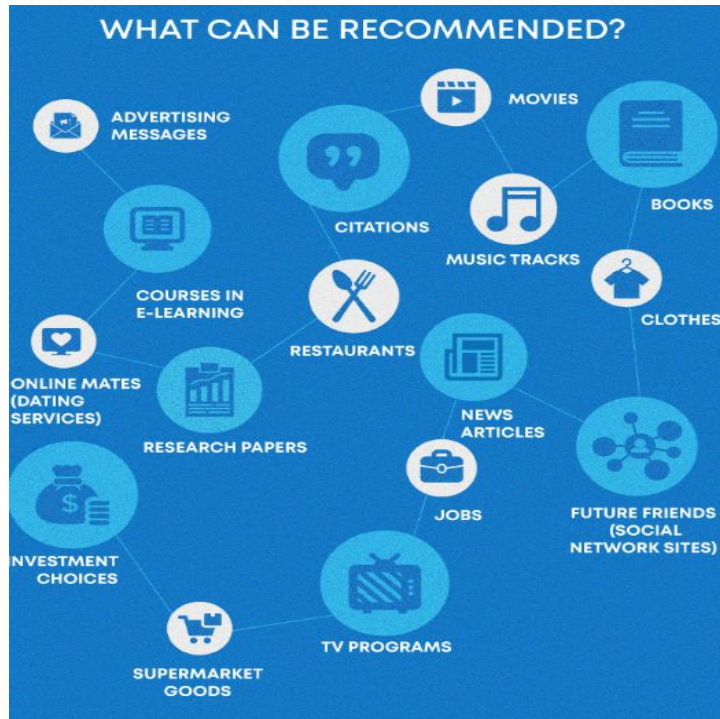 WHAT CAN BE RECOMMENDED?
ADVERTISING
MESSAGES
CITATIONS
MOVIES
BOOKS
MUSIC TRACKS
COURSES IN
E-LEARNING
CLOTHES
RESTAURANTS
ONLINE MATES
(DATING
SERVICES)
RESEARCH PAPERS
NEWS
ARTICLES
JOBS
FUTURE FRIENDS
(SOCIAL
NETWORK SITES)
INVESTMENT
CHOICES
$
TV PROGRAMS
SUPERMARKET
GOODS